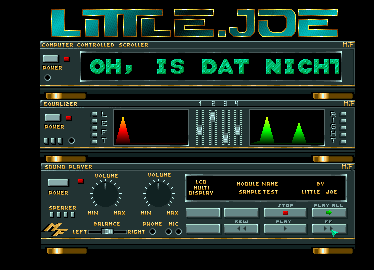 LITTLE.JOE
COMPUTER CONTROLLED SCROLLER M/F
POWER
OH, IS DAT NICHT
EQUALIZER M/F
1 2 3 4
POWER
LEFT
RIGHT
SOUND PLAYER M/F
POWER
VOLUME VOLUME
LCD MULTI DISPLAY
MODULE NAME BY
SAMPLE TEST LITTLE JOE
SPEAKER
MIN MAX MIN MAX
STOP PLAY ALL
BALANCE PHONE MIC
LEFT RIGHT
REW PLAY FF
MF